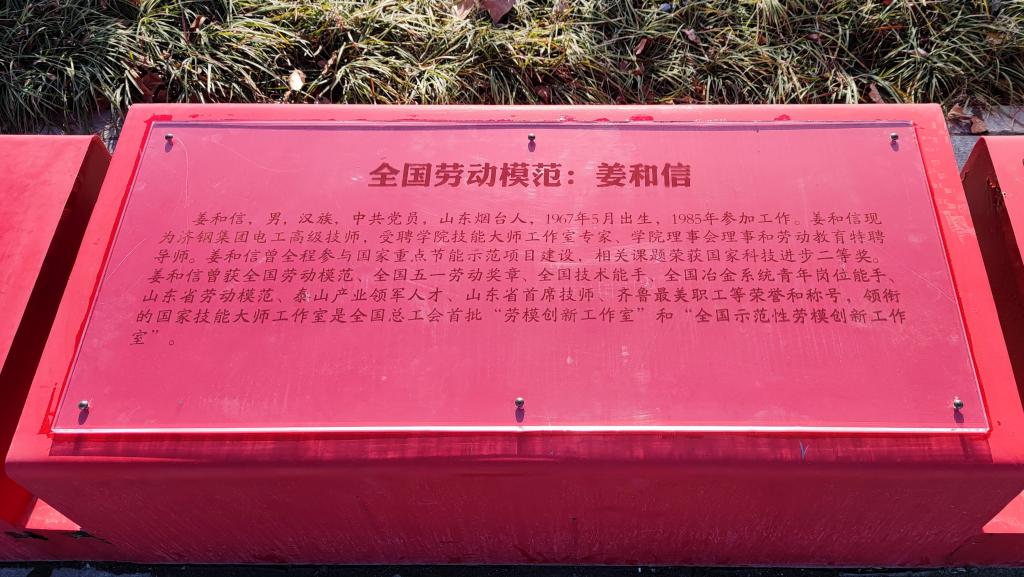 全国劳动模范：姜和信
姜和信，男，汉族，中共党员，山东烟台人，1967年5月出生，1985年参加工作。姜和信现
为济钢集团电工高级技师，受聘学院技能大师工作室专家、学院理事会理事和劳动教育特聘
导师。姜和信曾全程参与国家重点节能示范项目建设，相关课题荣获国家科技进步二等奖。
姜和信曾获全国劳动模范、全国五一劳动奖章、全国技术能手、全国冶金系统青年岗位能手、
山东省劳动模范、泰山产业领军人才、山东省首席技师、齐鲁最美职工等荣誉和称号，领衔
的国家技能大师工作室是全国总工会首批“劳模创新工作室”和“全国示范性劳模创新工作
室”。